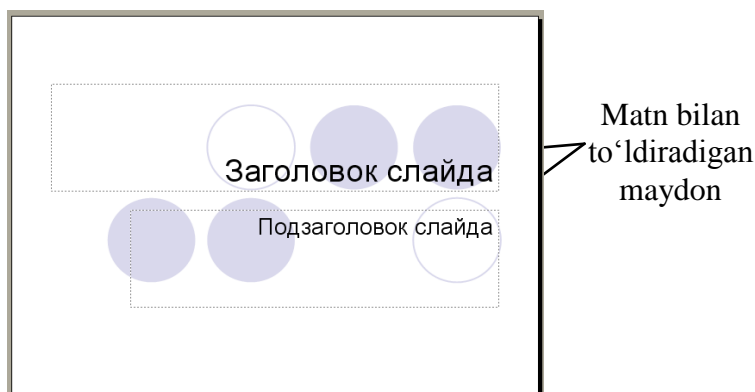 Заголовок слайда
Подзаголовок слайда
Matn bilan
to‘ldiradigan
maydon